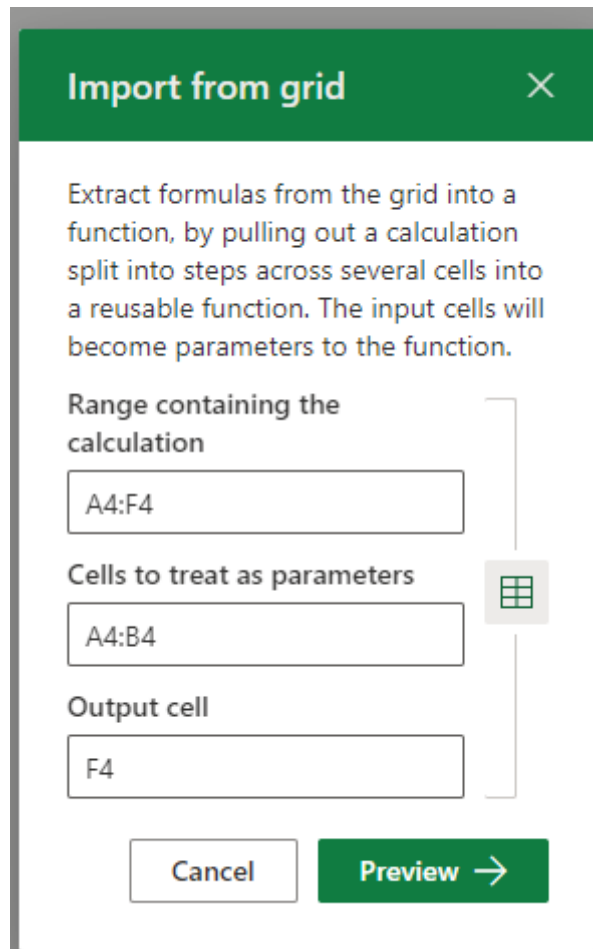 Import from grid
Extract formulas from the grid into a
function, by pulling out a calculation
split into steps across several cells into
a reusable function. The input cells will
become parameters to the function.
Range containing the
calculation
A4:F4
Cells to treat as parameters
A4:B4
Output cell
F4
Cancel
Preview